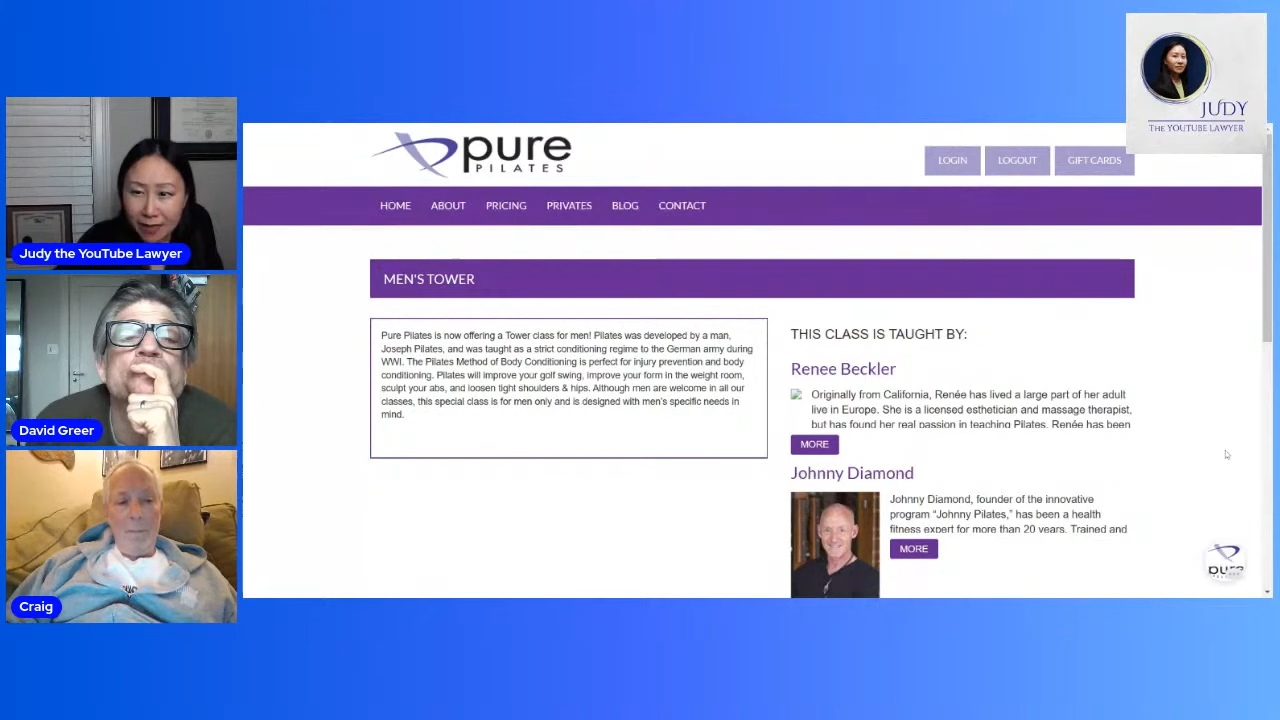 JUDY
THE YOUTUBE LAWYER
Judy the YouTube Lawyer
David Greer
Craig
pure
PILATES
LOGIN
LOGOUT
GIFT CARDS
HOME
ABOUT
PRICING
PRIVATES
BLOG
CONTACT
MEN'S TOWER
Pure Pilates is now offering a Tower class for men! Pilates was developed by a man,
Joseph Pilates, and was taught as a strict conditioning regime to the German army during
WWI. The Pilates Method of Body Conditioning is perfect for injury prevention and body
conditioning. Pilates will improve your golf swing, improve your form in the weight room,
sculpt your abs, and loosen tight shoulders & hips. Although men are welcome in all our
classes, this special class is for men only and is designed with men's specific needs in
mind.
THIS CLASS IS TAUGHT BY:
Renee Beckler
Originally from California, Renée has lived a large part of her adult
live in Europe. She is a licensed esthetician and massage therapist,
but has found her real passion in teaching Pilates. Renée has been
MORE
Johnny Diamond
Johnny Diamond, founder of the innovative
program “Johnny Pilates,” has been a health
fitness expert for more than 20 years. Trained and
MORE
pure